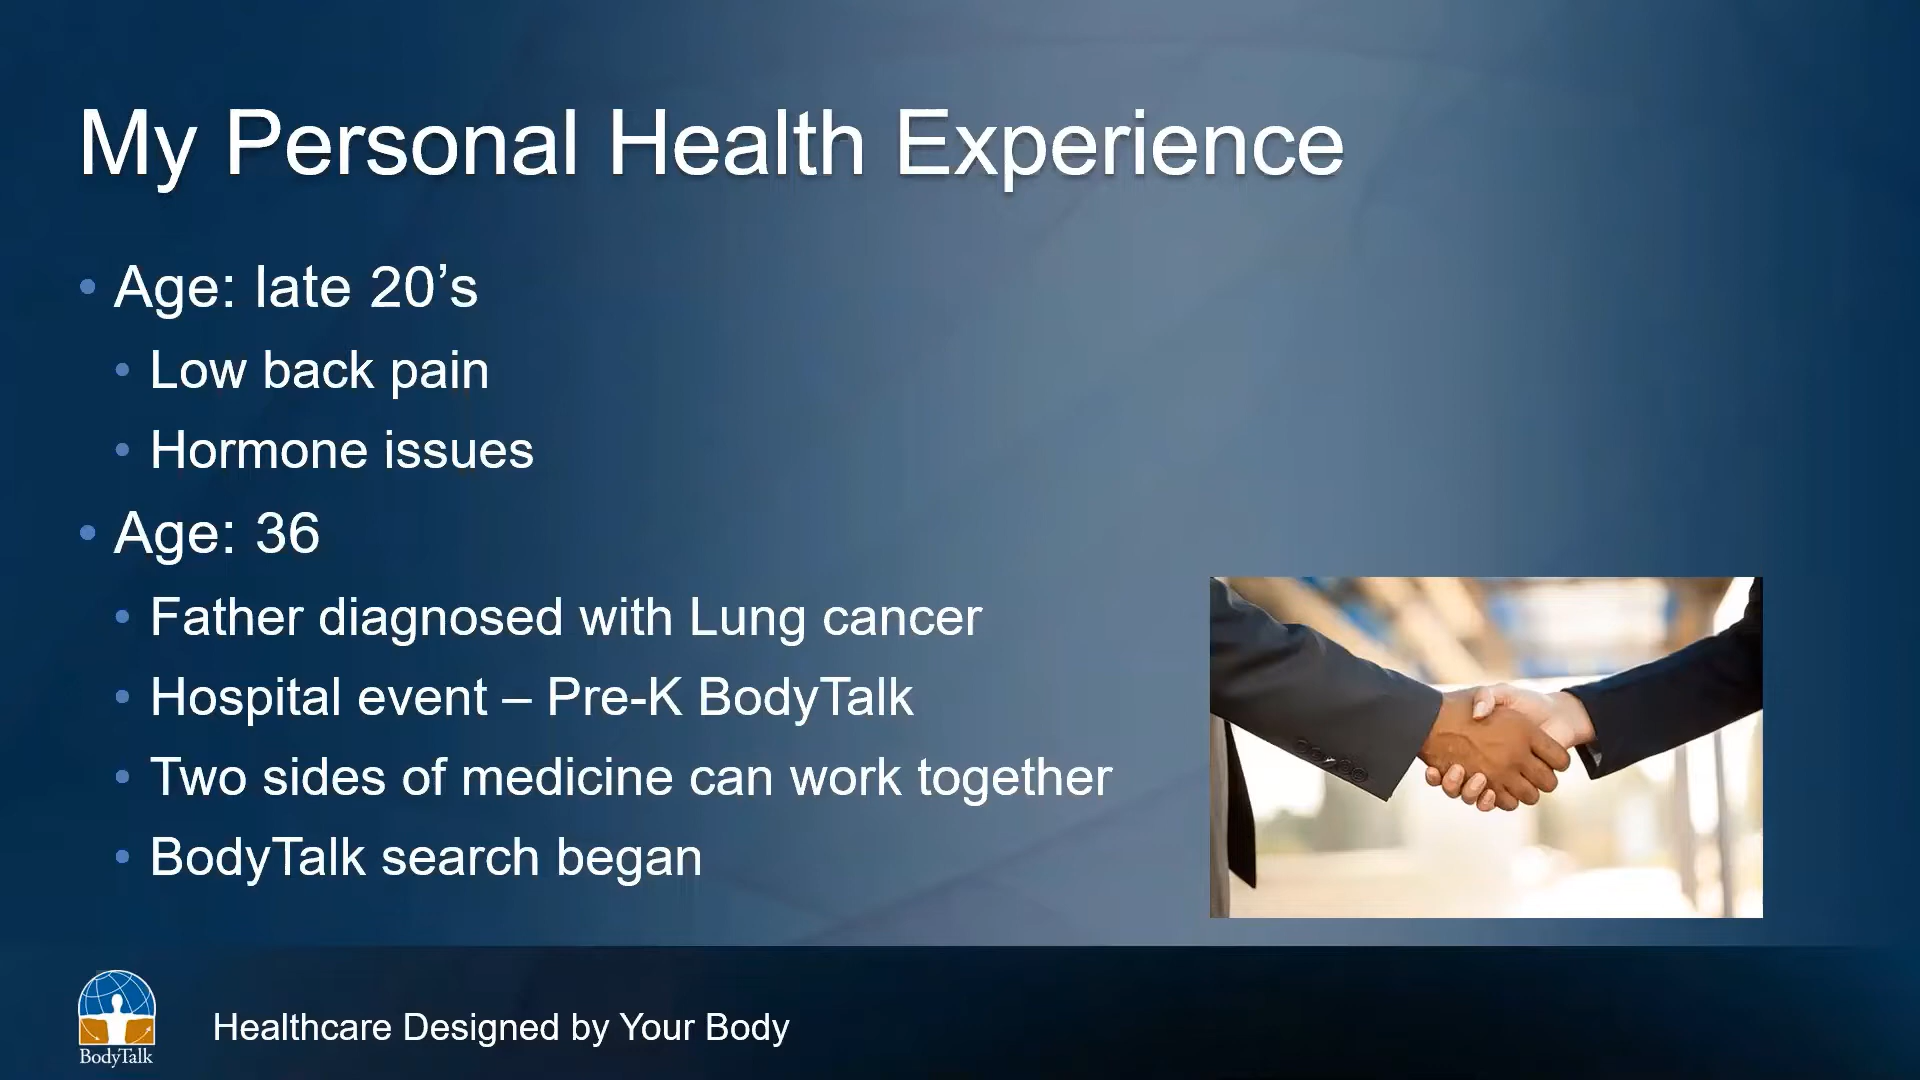 My Personal Health Experience
• Age: late 20’s
• Low back pain
• Hormone issues
• Age: 36
• Father diagnosed with Lung cancer
• Hospital event – Pre-K BodyTalk
• Two sides of medicine can work together
• BodyTalk search began
BodyTalk
Healthcare Designed by Your Body